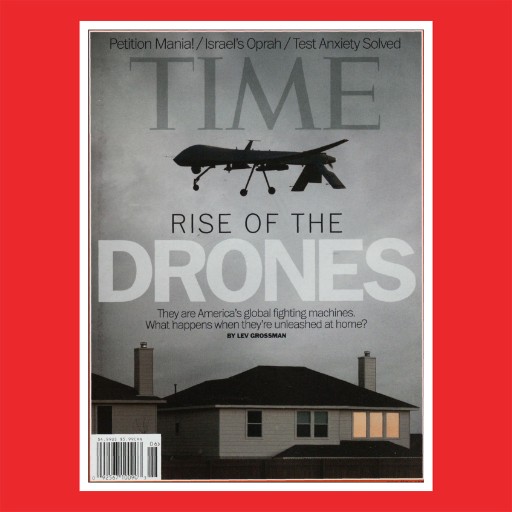 Petition Mania! / Israel's Oprah / Test Anxiety Solved
TIME
RISE OF THE
DRONES
They are America's global fighting machines.
What happens when they're unleashed at home?
BY LEV GROSSMAN